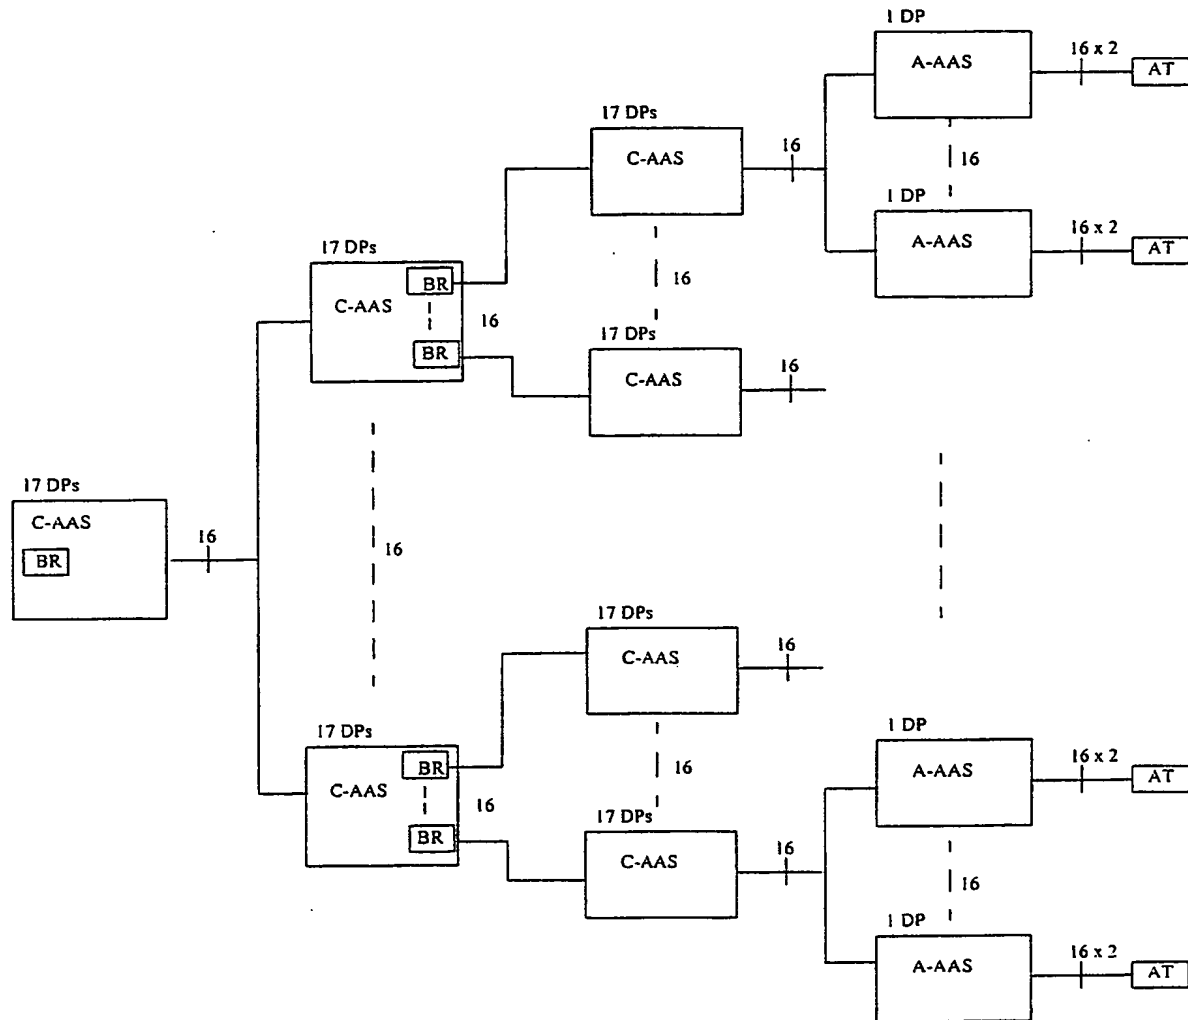 1 DP
A-AAS
16 x 2
AT
17 DPs
C-AAS
16
16
1 DP
A-AAS
16 x 2
AT
17 DPs
C-AAS
BR
BR
16
16
17 DPs
C-AAS
16
17 DPs
C-AAS
BR
16
16
17 DPs
C-AAS
16
17 DPs
C-AAS
BR
BR
16
16
17 DPs
C-AAS
16
1 DP
A-AAS
16 x 2
AT
16
1 DP
A-AAS
16 x 2
AT